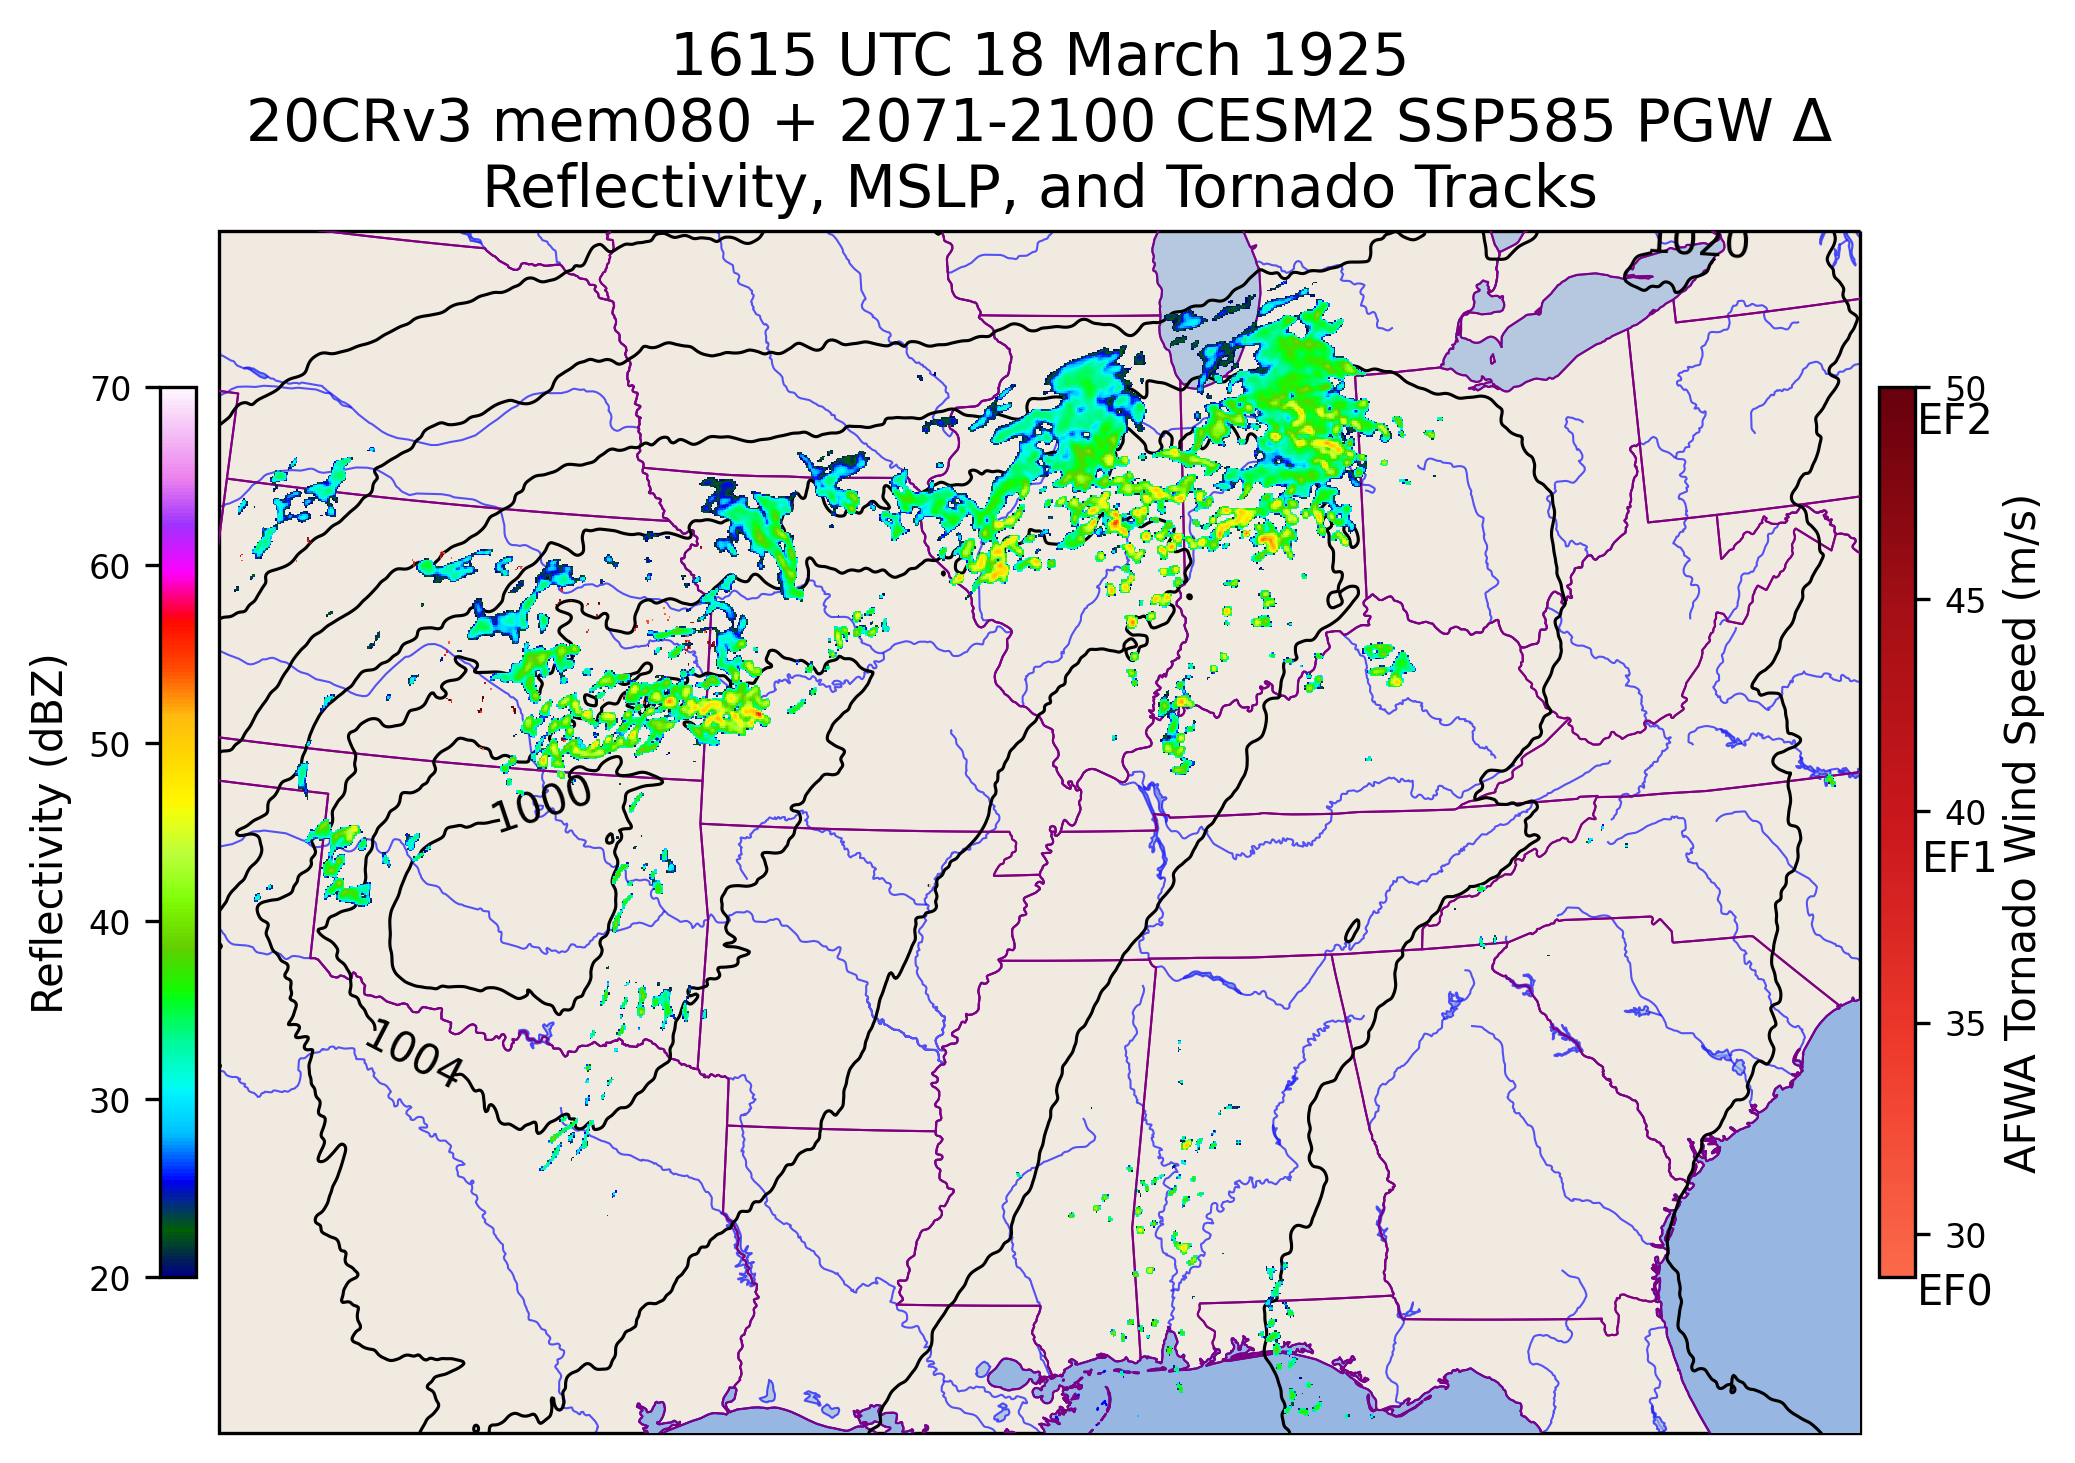 1615 UTC 18 March 1925
20CRv3 mem080 + 2071-2100 CESM2 SSP585 PGW Δ
Reflectivity, MSLP, and Tornado Tracks
1020
1000
1004
70
60
50
40
30
20
Reflectivity (dBZ)
50
EF2
45
40
EF1
35
30
EF0
AFWA Tornado Wind Speed (m/s)